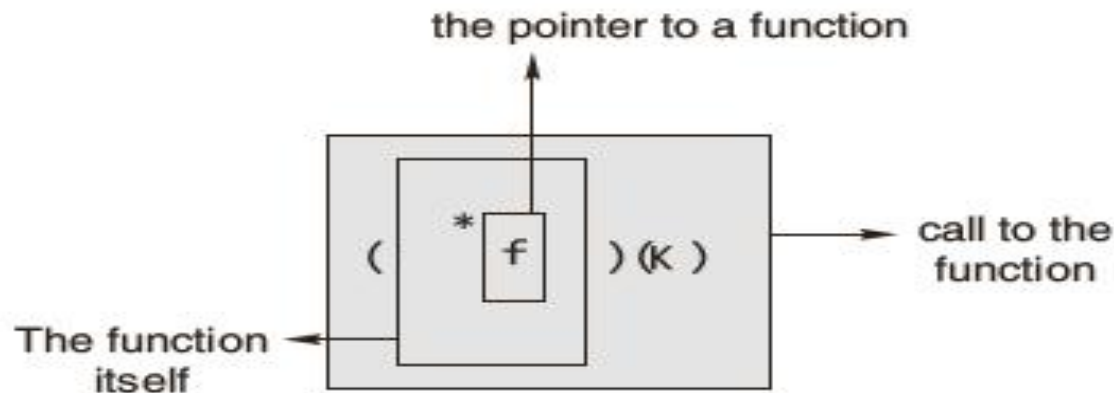 the pointer to a function
*
( f ) (K )
call to the
function
The function
itself